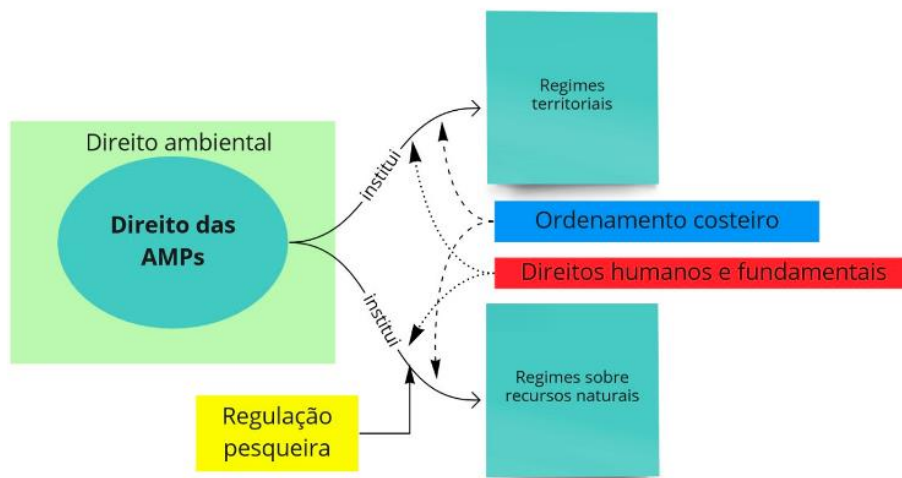 Regimes
territoriais
Direito ambiental
institui
Direito das
AMPs
Ordenamento costeiro
Direitos humanos e fundamentais
institui
Regimes sobre
recursos naturais
Regulação
pesqueira